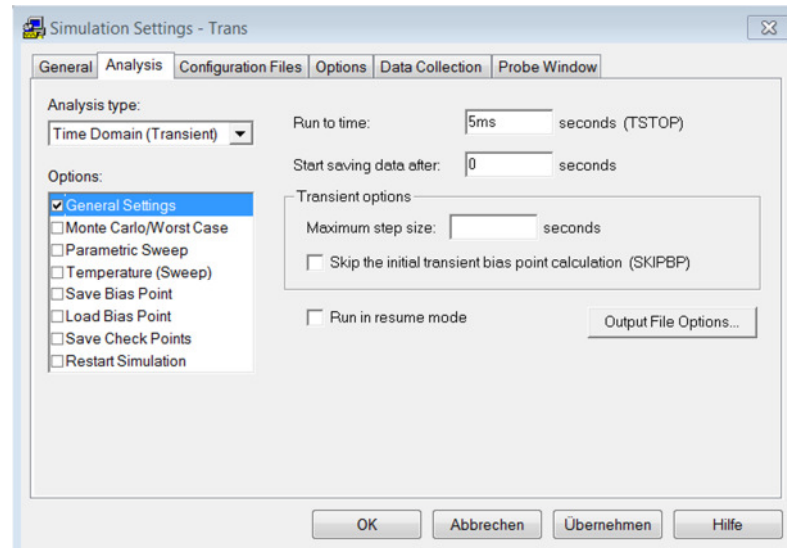 Simulation Settings - Trans
General Analysis Configuration Files Options Data Collection Probe Window
Analysis type:
Time Domain (Transient)
Options:
General Settings
Monte Carlo/Worst Case
Parametric Sweep
Temperature (Sweep)
Save Bias Point
Load Bias Point
Save Check Points
Restart Simulation
Run to time: 5ms seconds (TSTOP)
Start saving data after: 0 seconds
Transient options
Maximum step size: seconds
Skip the initial transient bias point calculation (SKIPBP)
Run in resume mode
Output File Options...
OK Abbrechen Übernehmen Hilfe